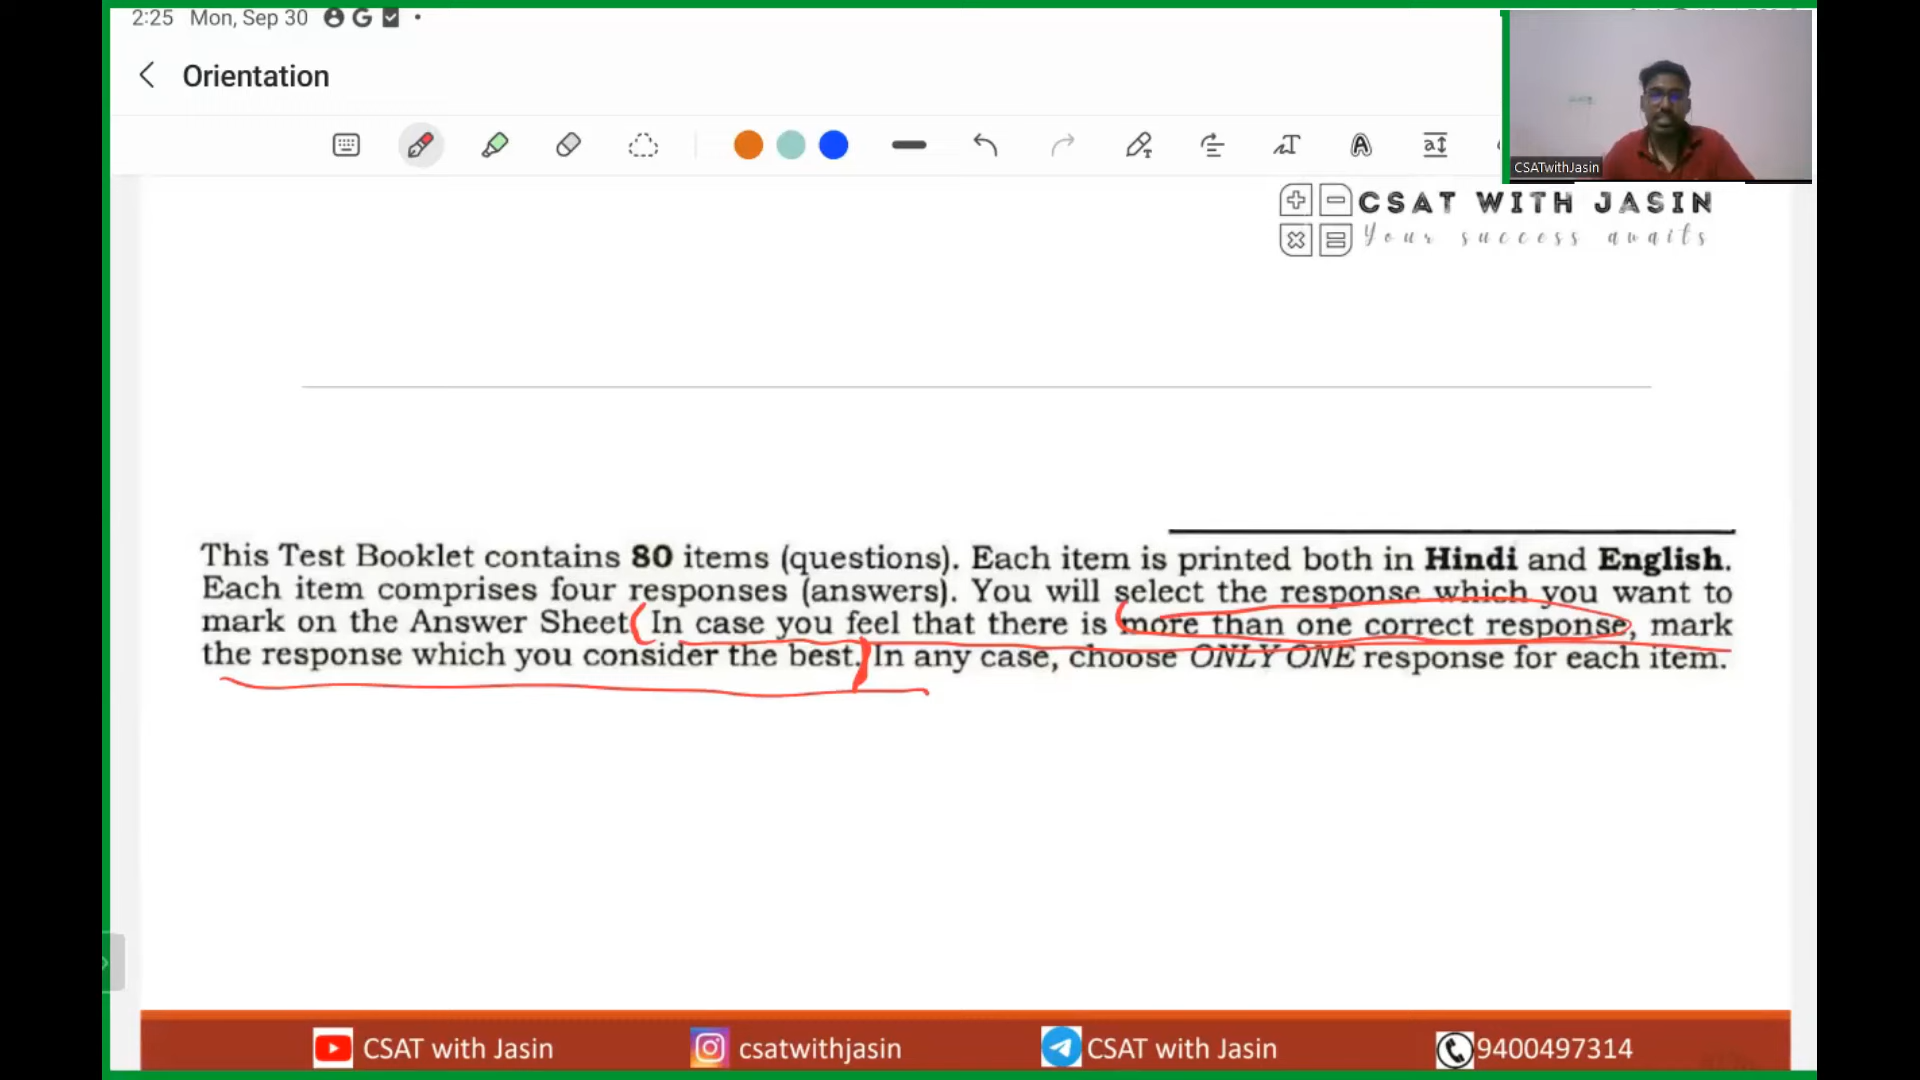 2:25 Mon, Sep 30
Orientation
CSATwithJasin
CSAT WITH JASIN
Your success awaits
This Test Booklet contains 80 items (questions). Each item is printed both in Hindi and English.
Each item comprises four responses (answers). You will select the response which you want to
mark on the Answer Sheet. In case you feel that there is more than one correct response, mark
the response which you consider the best. In any case, choose ONLY ONE response for each item.
CSAT with Jasin
csatwithjasin
CSAT with Jasin
9400497314